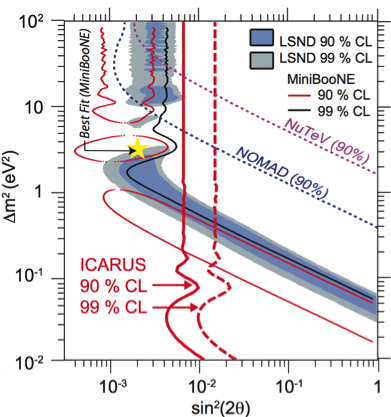 10²
10
1
10⁻¹
10⁻²
Δm² (eV²)
Best Fit (MiniBooNE)
LSND 90 % CL
LSND 99 % CL
MiniBooNE
90 % CL
99 % CL
NuTeV (90%)
NOMAD (90%)
ICARUS
90 % CL
99 % CL
10⁻³
10⁻²
10⁻¹
1
sin²(2θ)